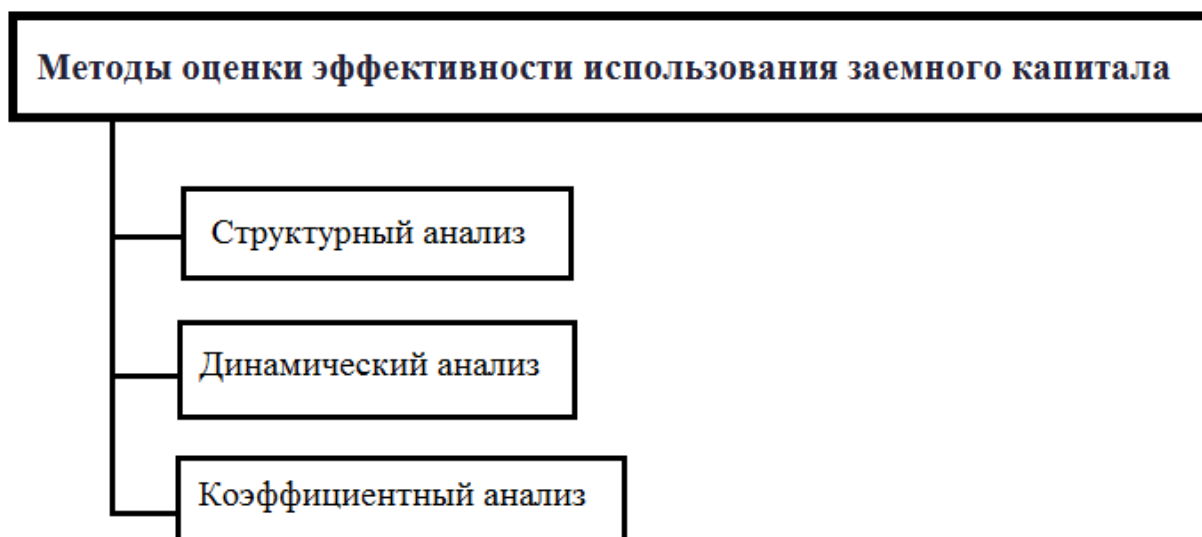 Методы оценки эффективности использования заемного капитала
Структурный анализ
Динамический анализ
Коэффициентный анализ